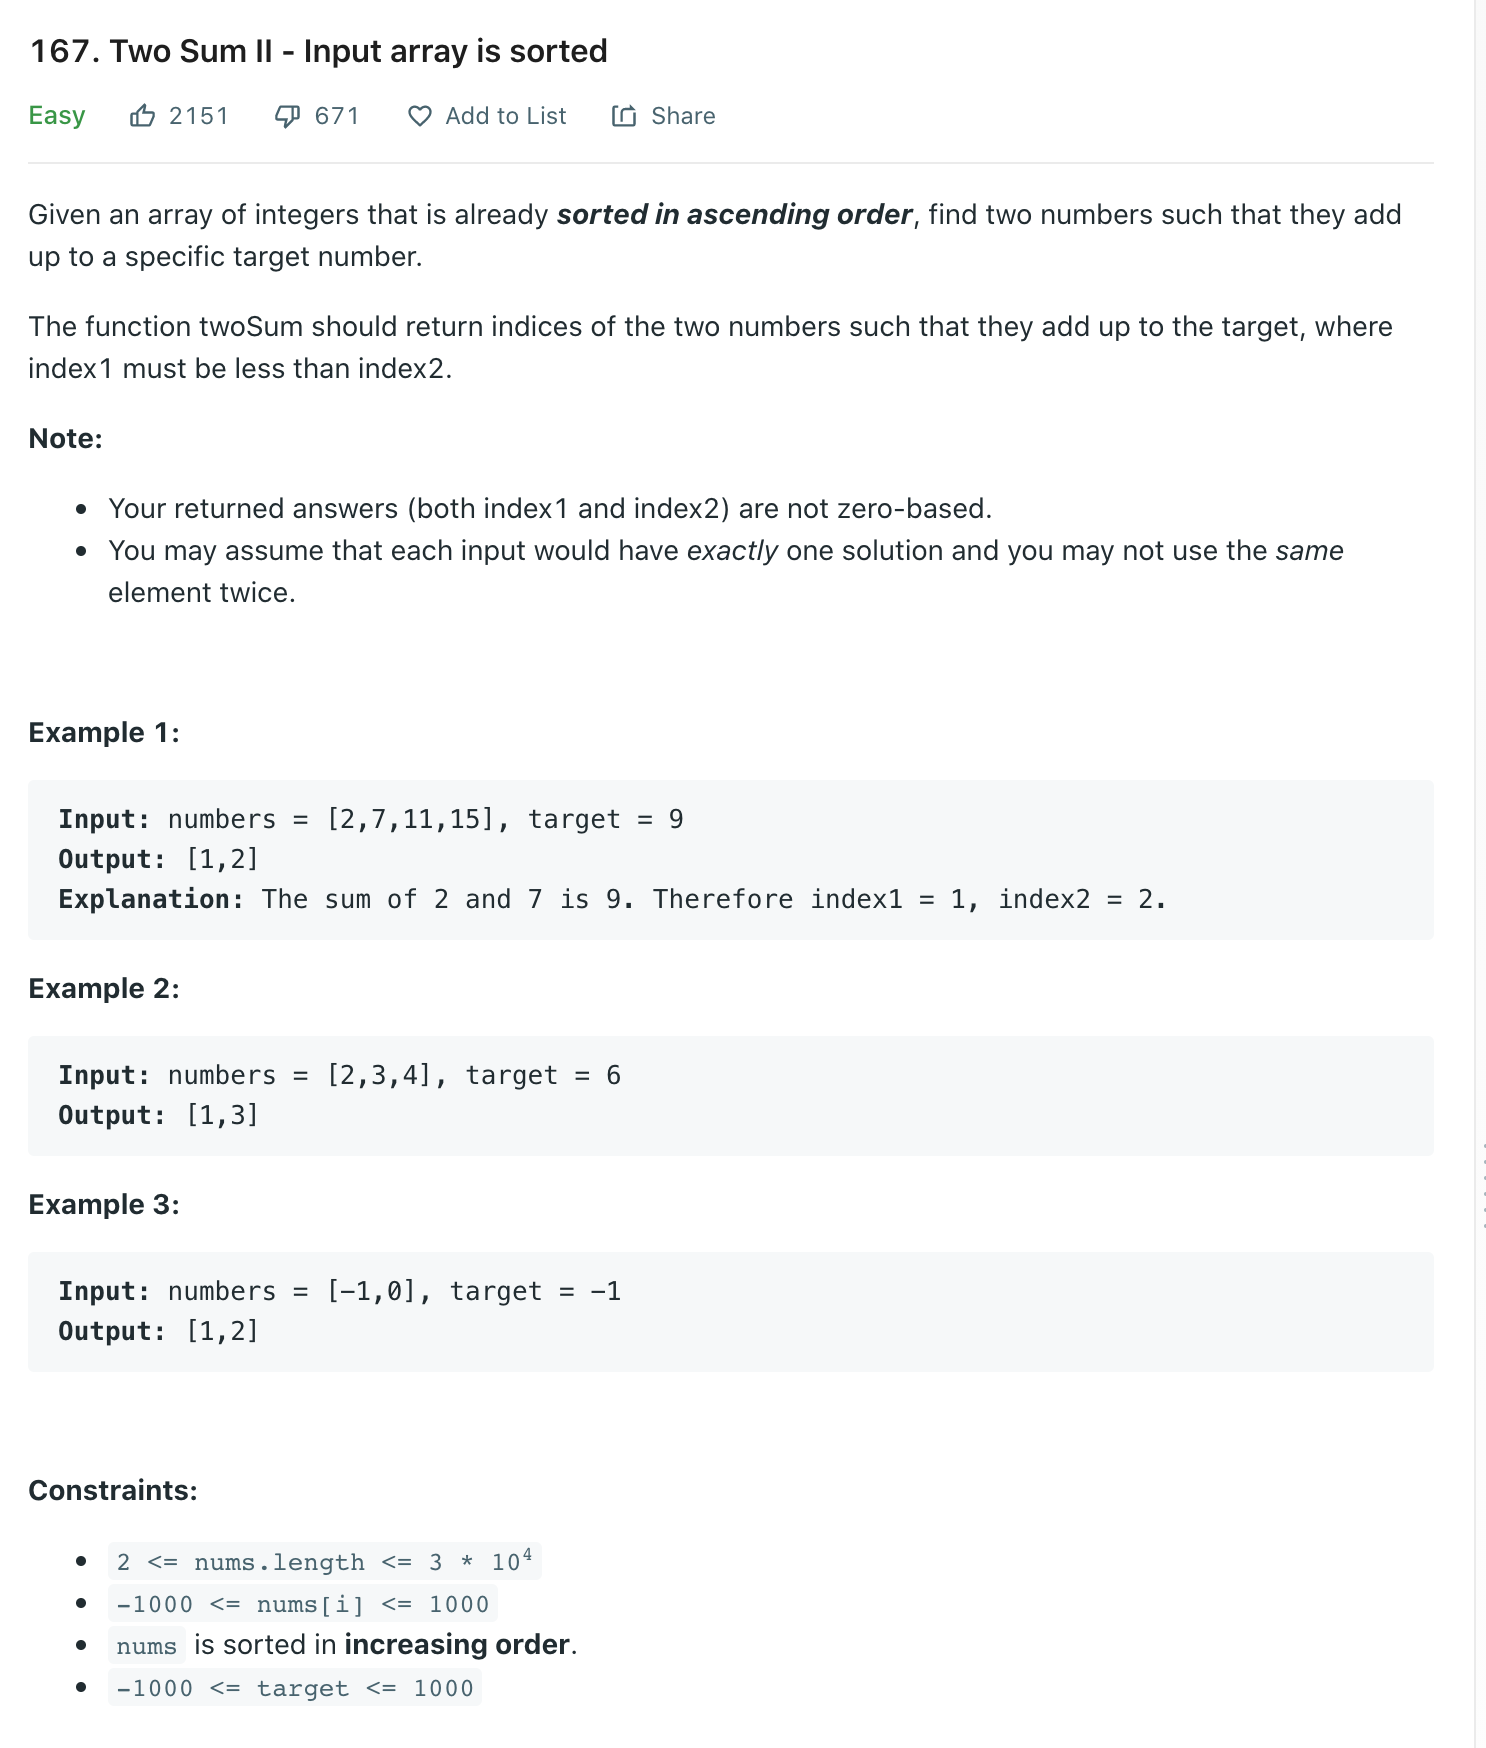 167. Two Sum II - Input array is sorted
Easy 2151 671 Add to List Share
Given an array of integers that is already sorted in ascending order, find two numbers such that they add
up to a specific target number.
The function twoSum should return indices of the two numbers such that they add up to the target, where
index1 must be less than index2.
Note:
• Your returned answers (both index1 and index2) are not zero-based.
• You may assume that each input would have exactly one solution and you may not use the same
element twice.
Example 1:
Input: numbers = [2,7,11,15], target = 9
Output: [1,2]
Explanation: The sum of 2 and 7 is 9. Therefore index1 = 1, index2 = 2.
Example 2:
Input: numbers = [2,3,4], target = 6
Output: [1,3]
Example 3:
Input: numbers = [−1,0], target = −1
Output: [1,2]
Constraints:
• 2 <= nums.length <= 3 * 10⁴
• −1000 <= nums[i] <= 1000
• nums is sorted in increasing order.
• −1000 <= target <= 1000